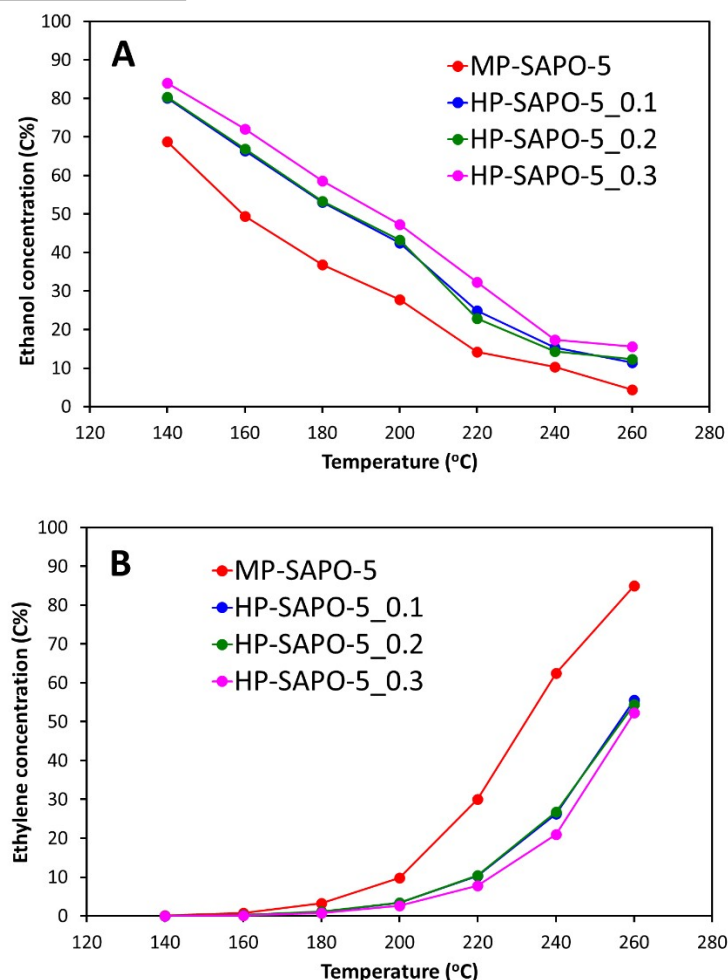 100
90
80
70
60
50
40
30
20
10
0
Ethanol concentration (C%)
A
MP-SAPO-5
HP-SAPO-5_0.1
HP-SAPO-5_0.2
HP-SAPO-5_0.3
120 140 160 180 200 220 240 260 280
Temperature (°C)
100
90
80
70
60
50
40
30
20
10
0
Ethylene concentration (C%)
B
MP-SAPO-5
HP-SAPO-5_0.1
HP-SAPO-5_0.2
HP-SAPO-5_0.3
120 140 160 180 200 220 240 260 280
Temperature (°C)